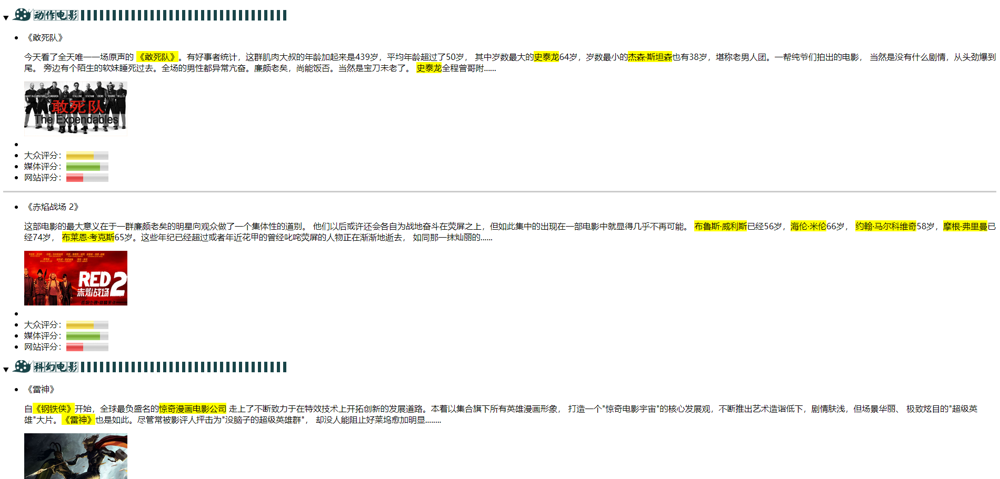 动作电影
《敢死队》
今天看了全天唯一一场原声的 《敢死队》。有好事者统计，这群肌肉大叔的年龄加起来是439岁，平均年龄超过了50岁， 其中岁数最大的史泰龙64岁，岁数最小的杰森·斯坦森也有38岁，堪称老男人团。一帮纯爷们拍出的电影， 当然是没有什么剧情，从头劲爆到
尾。 旁边有个陌生的软妹睡死过去。全场的男性都异常亢奋。廉颇老矣，尚能饭否。当然是宝刀未老了。 史泰龙全程曾哥附......
AUSTIN COUTURE LUNDGREN LI STALLONE STATHAM CREWS ROURKE WILLIS
敢死队
The Expendables
大众评分：
媒体评分：
网站评分：
《赤焰战场 2》
这部电影的最大意义在于一群廉颇老矣的明星向观众做了一个集体性的道别。 他们以后或许还会各自为战地奋斗在荧屏之上，但如此集中的出现在一部电影中就显得几乎不再可能。 布鲁斯·威利斯已经56岁，海伦·米伦66岁， 约翰·马尔科维奇58岁，摩根·弗里曼已
经74岁， 布莱恩·考克斯65岁。这些年纪已经超过或者年近花甲的曾经叱咤荧屏的人物正在渐渐地逝去， 如同那一抹灿丽的......
RED 2
赤焰战场
大众评分：
媒体评分：
网站评分：
科幻电影
《雷神》
自《钢铁侠》开始，全球最负盛名的惊奇漫画电影公司 走上了不断致力于在特效技术上开拓创新的发展道路。本着以集合旗下所有英雄漫画形象， 打造一个"惊奇电影宇宙"的核心发展观，不断推出艺术造诣低下，剧情肤浅，但场景华丽、 极致炫目的"超级英
雄"大片。《雷神》也是如此。尽管常被影评人抨击为"没脑子的超级英雄群"， 却没人能阻止好莱坞愈加明显........